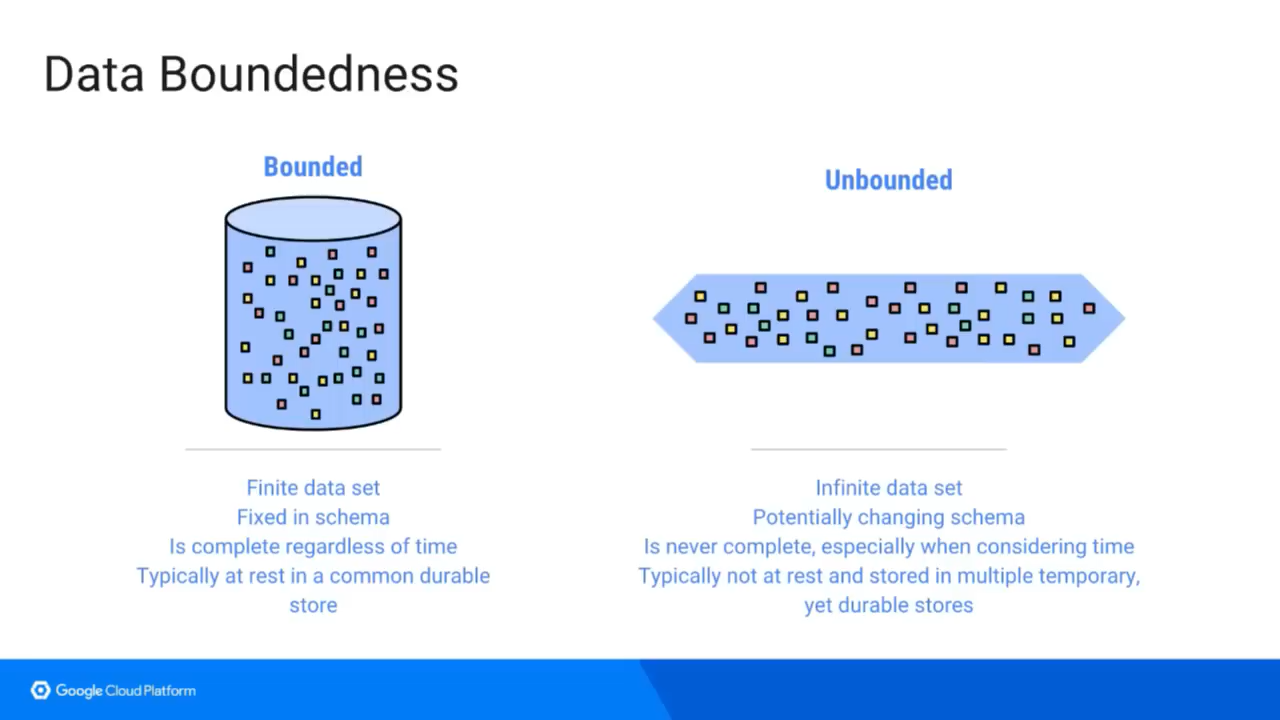 Data Boundedness
Bounded
Finite data set
Fixed in schema
Is complete regardless of time
Typically at rest in a common durable
store
Unbounded
Infinite data set
Potentially changing schema
Is never complete, especially when considering time
Typically not at rest and stored in multiple temporary,
yet durable stores
Google Cloud Platform